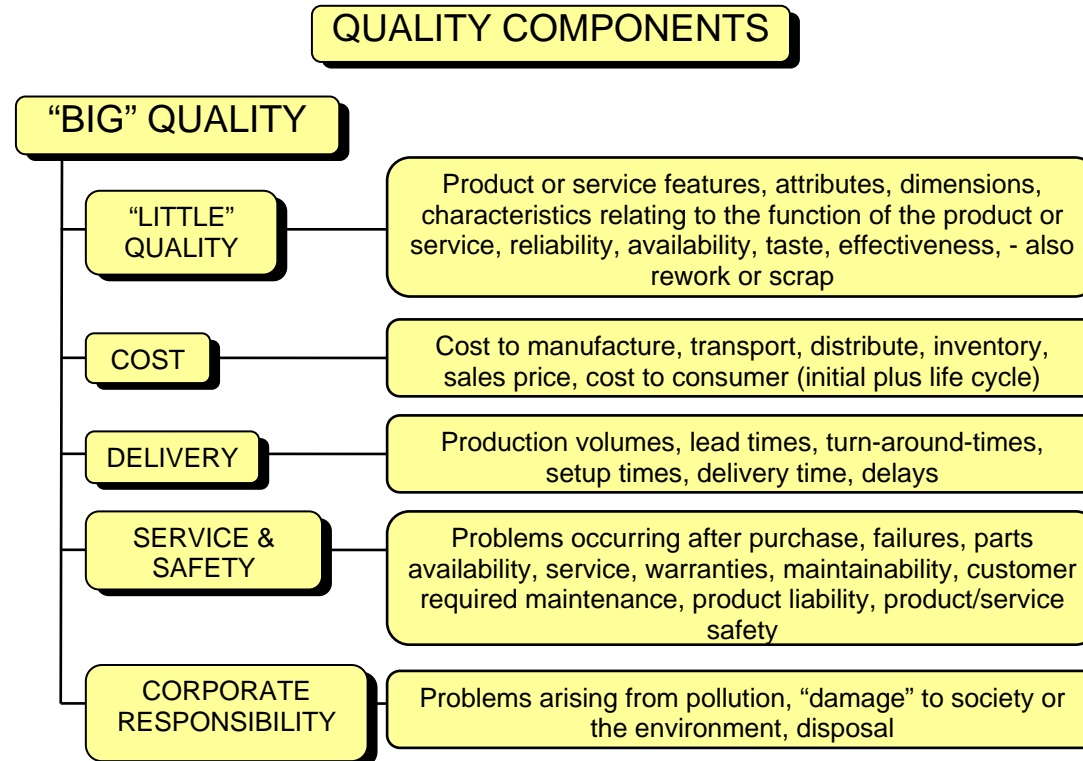 QUALITY COMPONENTS
“BIG” QUALITY
“LITTLE”
QUALITY
Product or service features, attributes, dimensions,
characteristics relating to the function of the product or
service, reliability, availability, taste, effectiveness, - also
rework or scrap
COST
Cost to manufacture, transport, distribute, inventory,
sales price, cost to consumer (initial plus life cycle)
DELIVERY
Production volumes, lead times, turn-around-times,
setup times, delivery time, delays
SERVICE &
SAFETY
Problems occurring after purchase, failures, parts
availability, service, warranties, maintainability, customer
required maintenance, product liability, product/service
safety
CORPORATE
RESPONSIBILITY
Problems arising from pollution, “damage” to society or
the environment, disposal